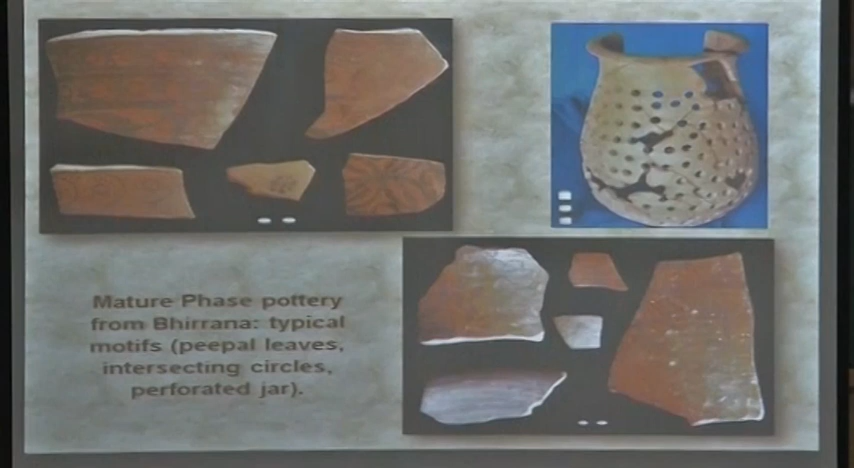 Mature Phase pottery
from Bhirrana: typical
motifs (peepal leaves,
intersecting circles,
perforated jar).